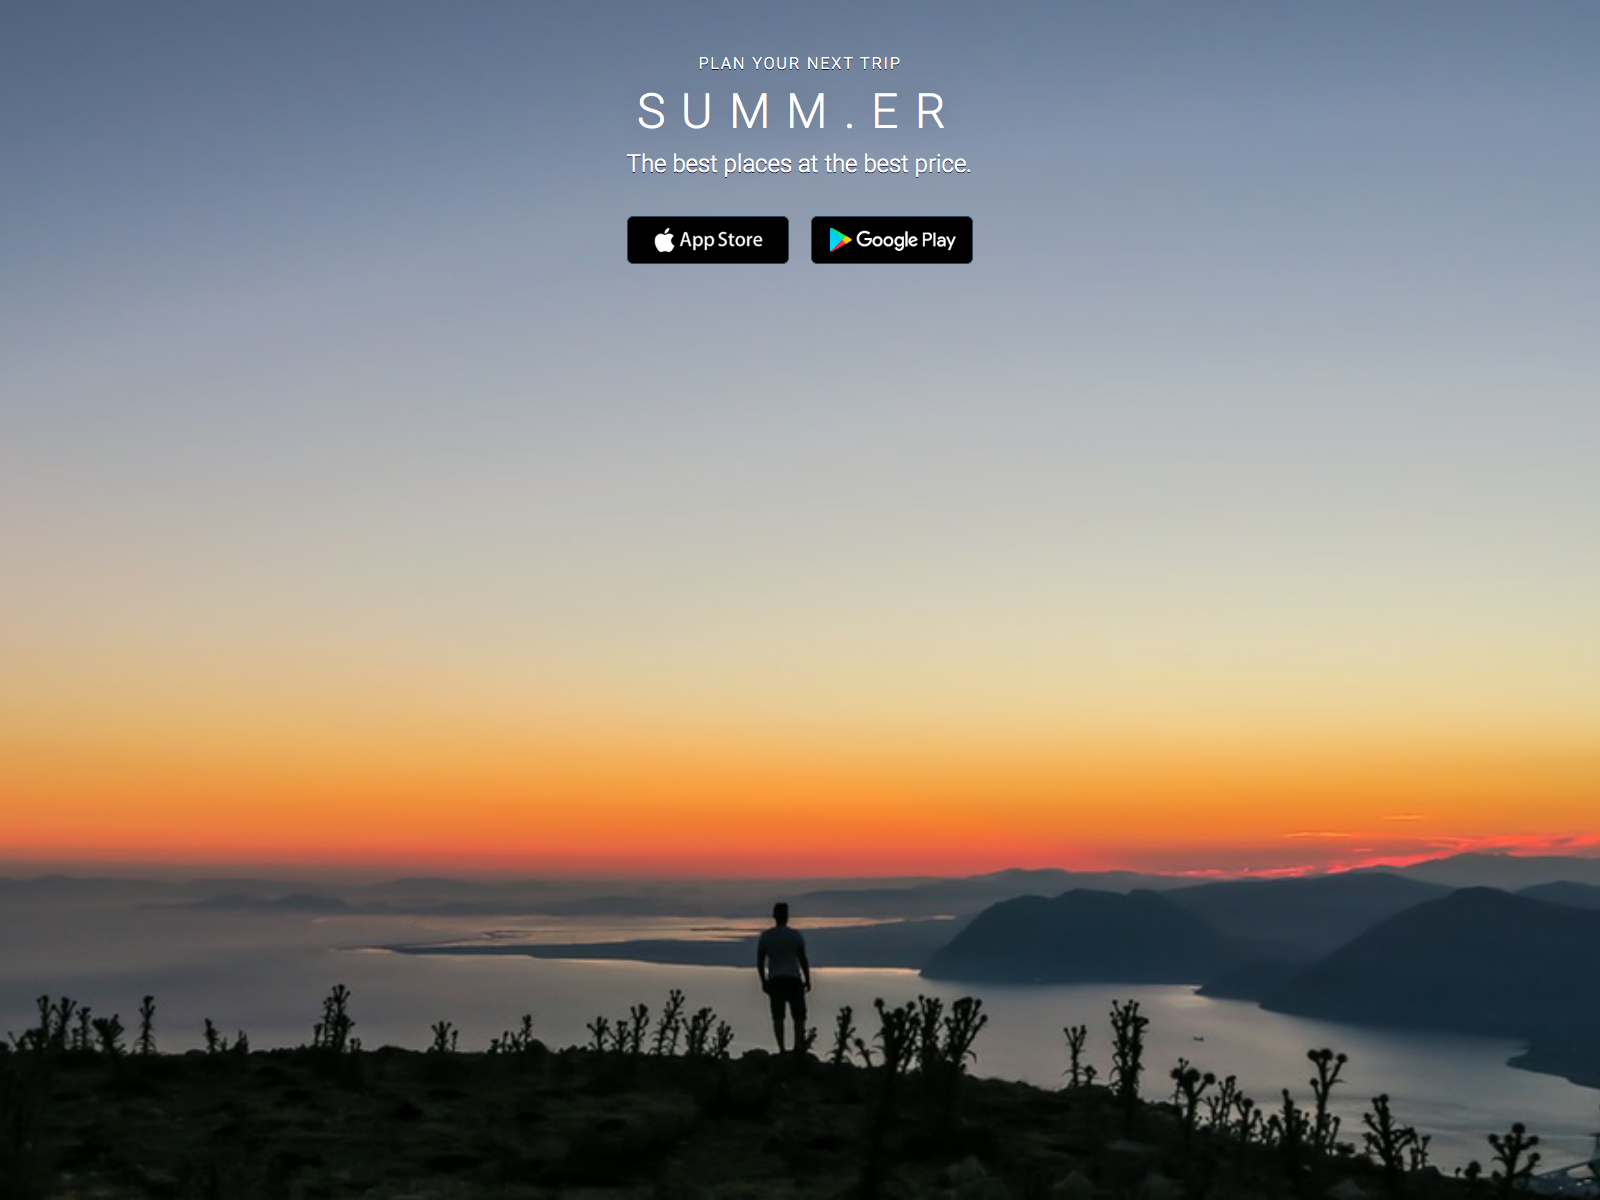 PLAN YOUR NEXT TRIP
SUMM.ER
The best places at the best price.
App Store
Google Play